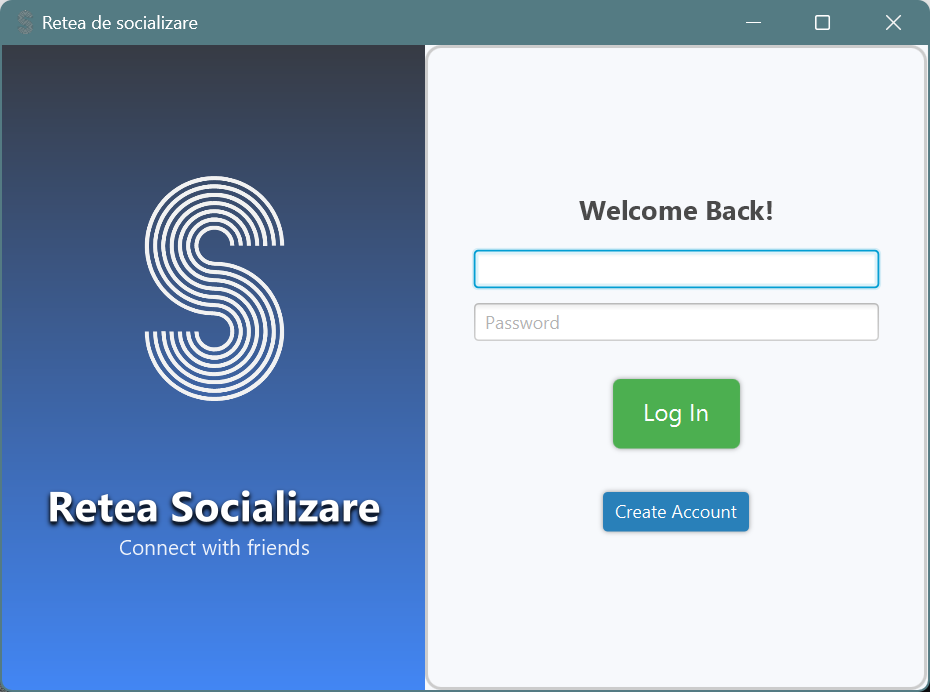 Retea de socializare
S
Retea Socializare
Connect with friends
Welcome Back!
Password
Log In
Create Account